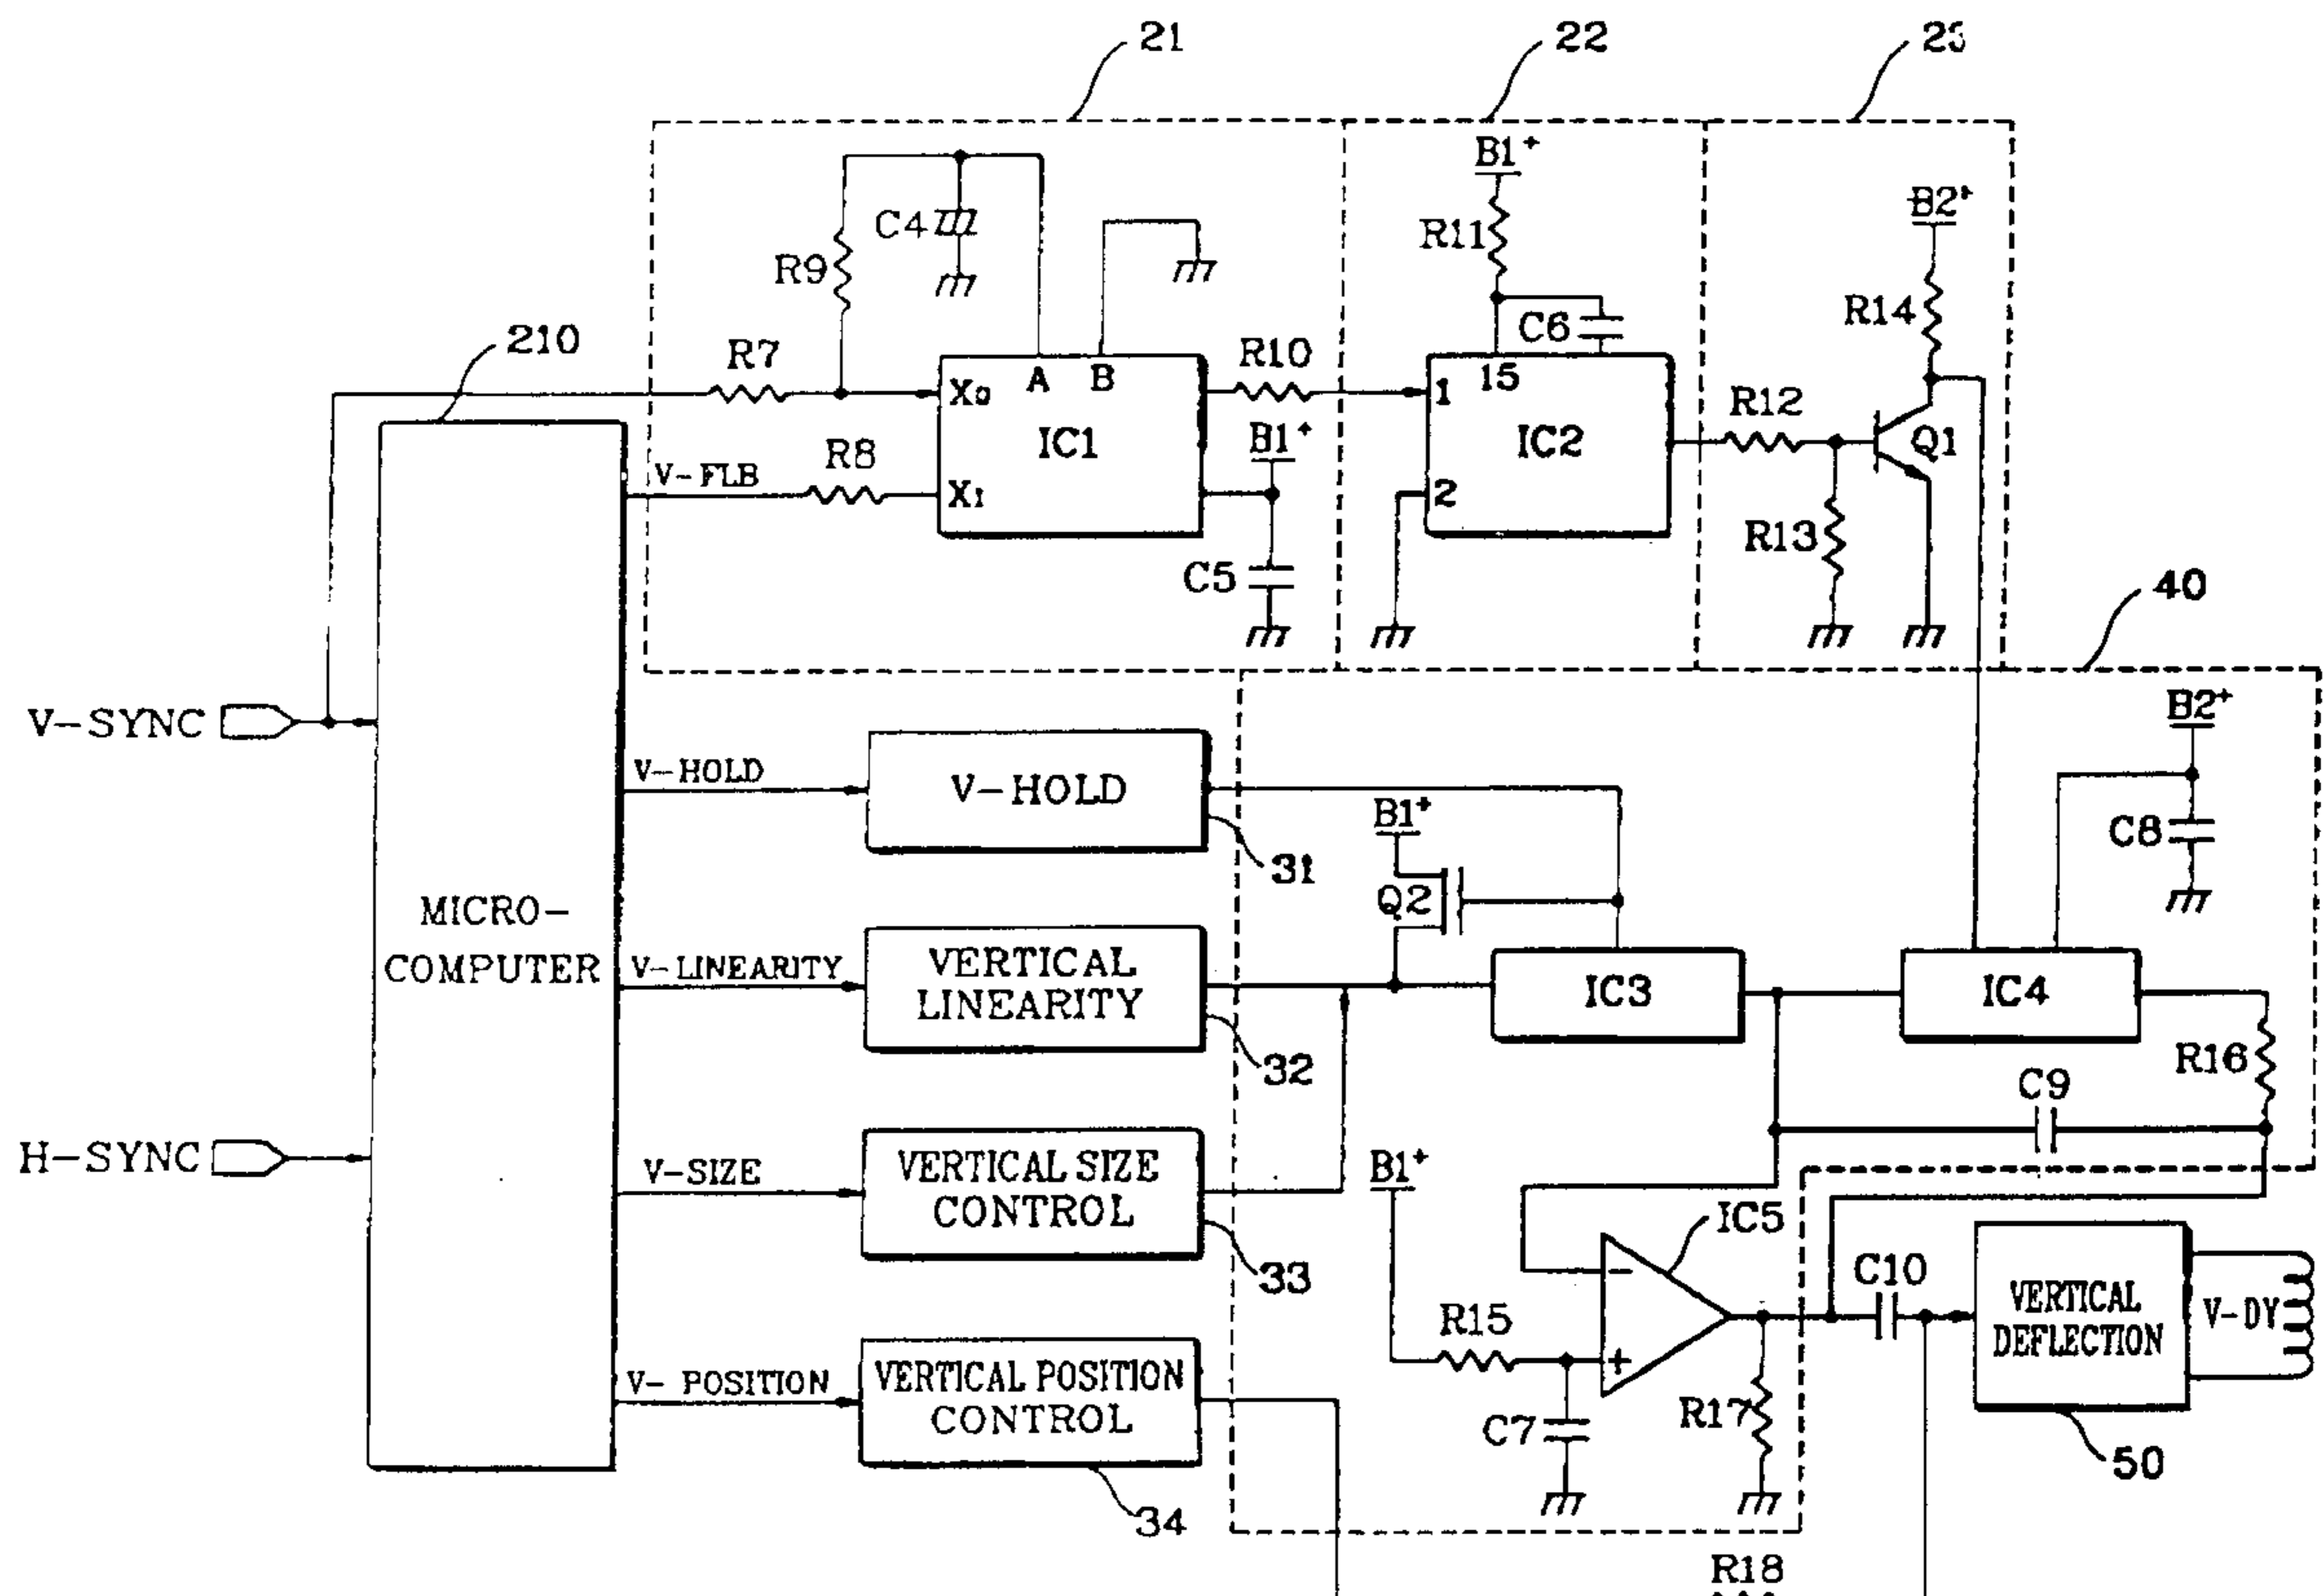 21
22
23
B1+
B2+
C4
R9
R11
C6
R14
210
R7
R10
X0
A
B
IC1
B1+
1
15
IC2
2
R12
Q1
V-FLB
R8
X1
C5
R13
40
V-SYNC
V-HOLD
V-HOLD
31
B1+
Q2
B2+
C8
MICRO-
COMPUTER
V-LINEARITY
VERTICAL
LINEARITY
32
IC3
IC4
R16
C9
H-SYNC
V-SIZE
VERTICAL SIZE
CONTROL
33
B1+
IC5
-
+
R15
C7
R17
C10
VERTICAL
DEFLECTION
V-DY
50
V- POSITION
VERTICAL POSITION
CONTROL
34
R18